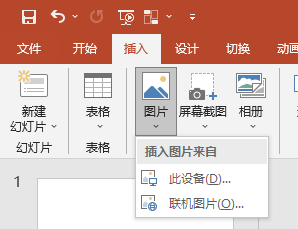 文件 开始 插入 设计 切换 动画
新建 表格 图片 屏幕截图 相册
幻灯片
幻灯片 表格
插入图片来自
此设备(D)...
联机图片(O)...
1